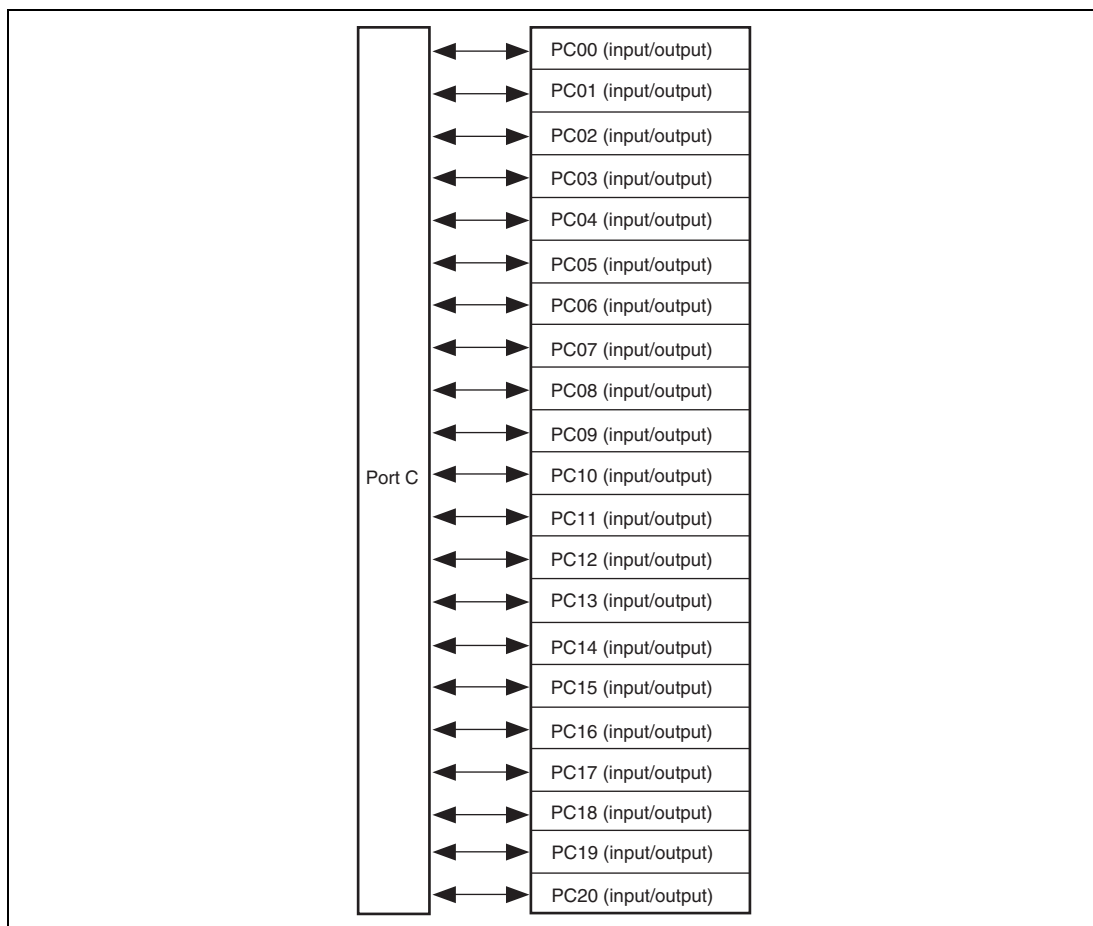 PC00 (input/output)
PC01 (input/output)
PC02 (input/output)
PC03 (input/output)
PC04 (input/output)
PC05 (input/output)
PC06 (input/output)
PC07 (input/output)
PC08 (input/output)
PC09 (input/output)
Port C
PC10 (input/output)
PC11 (input/output)
PC12 (input/output)
PC13 (input/output)
PC14 (input/output)
PC15 (input/output)
PC16 (input/output)
PC17 (input/output)
PC18 (input/output)
PC19 (input/output)
PC20 (input/output)